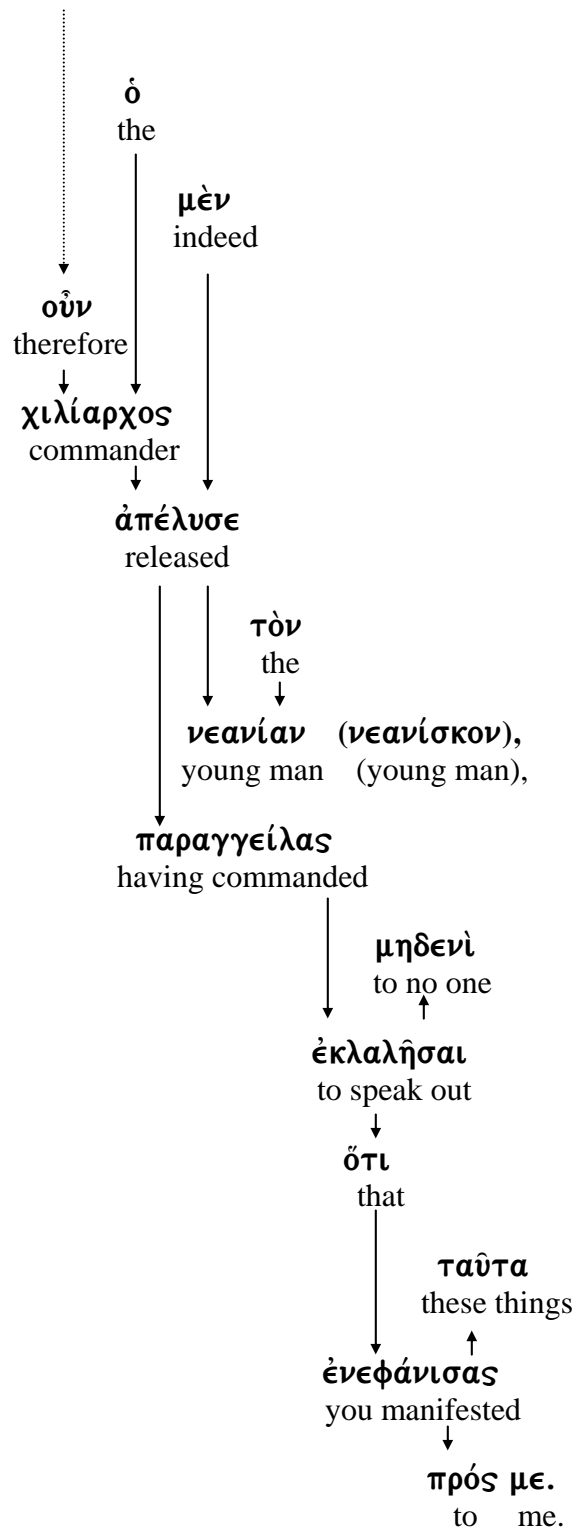 ὁ
the
μὲν
indeed
οὖν
therefore
χιλίαρχος
commander
ἀπέλυσε
released
τὸν
the
νεανίαν (νεανίσκον),
young man (young man),
παραγγείλας
having commanded
μηδενὶ
to no one
ἐκλαλῆσαι
to speak out
ὅτι
that
ταῦτα
these things
ἐνεφάνισας
you manifested
πρός με.
to me.